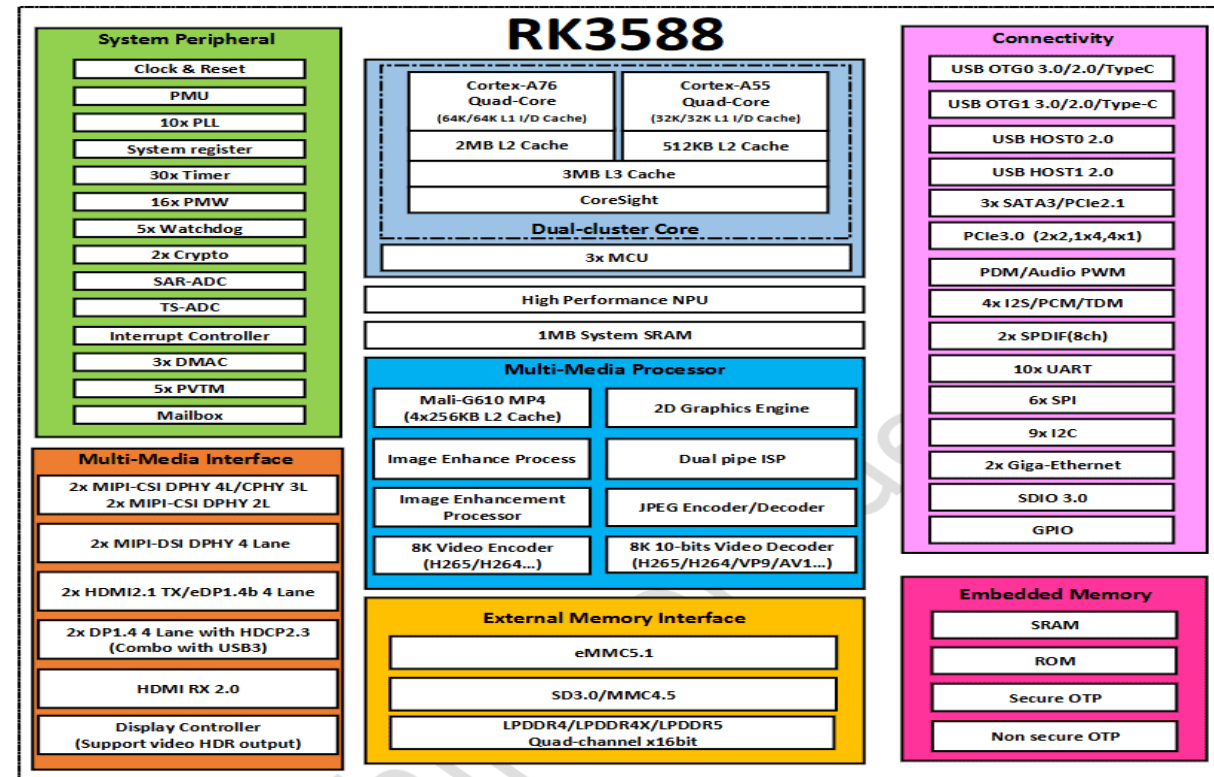 RK3588
System Peripheral
Clock & Reset
PMU
10x PLL
System register
30x Timer
16x PMW
5x Watchdog
2x Crypto
SAR-ADC
TS-ADC
Interrupt Controller
3x DMAC
5x PVTM
Mailbox
Multi-Media Interface
2x MIPI-CSI DPHY 4L/CPHY 3L
2x MIPI-CSI DPHY 2L
2x MIPI-DSI DPHY 4 Lane
2x HDMI2.1 TX/eDP1.4b 4 Lane
2x DP1.4 4 Lane with HDCP2.3
(Combo with USB3)
HDMI RX 2.0
Display Controller
(Support video HDR output)
Cortex-A76
Quad-Core
(64K/64K L1 I/D Cache)
2MB L2 Cache
Cortex-A55
Quad-Core
(32K/32K L1 I/D Cache)
512KB L2 Cache
3MB L3 Cache
CoreSight
Dual-cluster Core
3x MCU
High Performance NPU
1MB System SRAM
Multi-Media Processor
Mali-G610 MP4
(4x256KB L2 Cache)
2D Graphics Engine
Image Enhance Process
Dual pipe ISP
Image Enhancement
Processor
JPEG Encoder/Decoder
8K Video Encoder
(H265/H264...)
8K 10-bits Video Decoder
(H265/H264/VP9/AV1...)
External Memory Interface
eMMC5.1
SD3.0/MMC4.5
LPDDR4/LPDDR4X/LPDDR5
Quad-channel x16bit
Connectivity
USB OTG0 3.0/2.0/TypeC
USB OTG1 3.0/2.0/Type-C
USB HOST0 2.0
USB HOST1 2.0
3x SATA3/PCIe2.1
PCIe3.0 (2x2,1x4,4x1)
PDM/Audio PWM
4x I2S/PCM/TDM
2x SPDIF(8ch)
10x UART
6x SPI
9x I2C
2x Giga-Ethernet
SDIO 3.0
GPIO
Embedded Memory
SRAM
ROM
Secure OTP
Non secure OTP